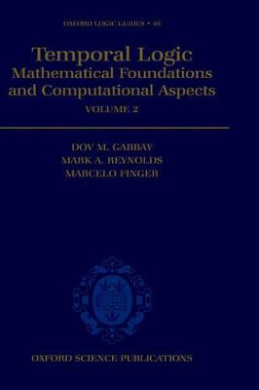 OXFORD LOGIC GUIDES • 40
Temporal Logic
Mathematical Foundations
and Computational Aspects
VOLUME 2
DOV M. GABBAY
MARK A. REYNOLDS
MARCELO FINGER
OXFORD SCIENCE PUBLICATIONS